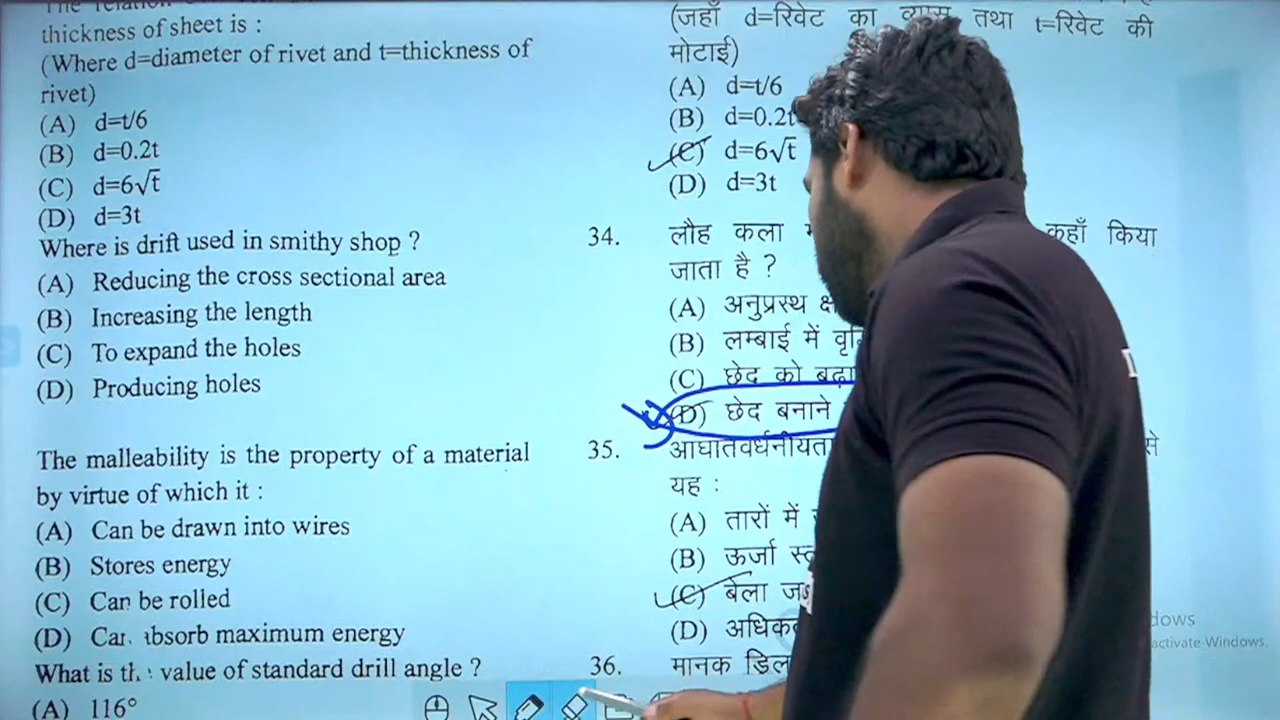 thickness of sheet is :
(Where d=diameter of rivet and t=thickness of
rivet)
(A) d=t/6
(B) d=0.2t
(C) d=6√t
(D) d=3t
Where is drift used in smithy shop ?
(A) Reducing the cross sectional area
(B) Increasing the length
(C) To expand the holes
(D) Producing holes
The malleability is the property of a material
by virtue of which it :
(A) Can be drawn into wires
(B) Stores energy
(C) Can be rolled
(D) absorb maximum energy
What is value of standard drill angle ?
(A) 116°
(जहाँ d=रिवेट का व्यास तथा t=रिवेट की
मोटाई)
(A) d=t/6
(B) d=0.2t
(C) d=6√t
(D) d=3t
34. लौह कला कहाँ किया
जाता है ?
(A) अनुप्रस्थ
(B) लम्बाई में
(C) छेद को
(D) छेद बनाने
35. आघातवर्धनीयता से
यह :
(A) तारों में
(B) ऊर्जा
(C) बेला
(D)
36. मानक
activate Windows.